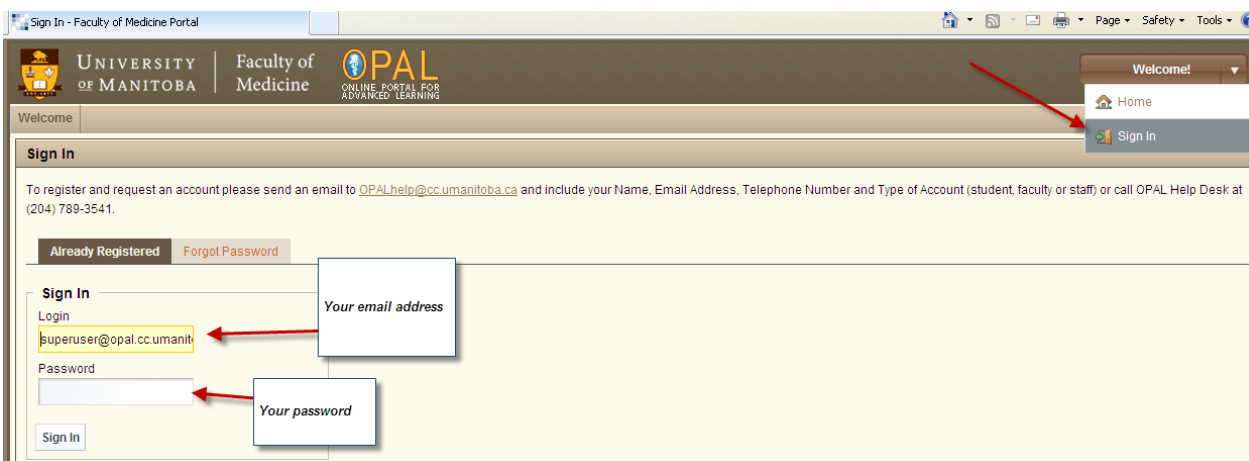 Sign In - Faculty of Medicine Portal
Page Safety Tools
UNIVERSITY OF MANITOBA
Faculty of Medicine
OPAL
ONLINE PORTAL FOR ADVANCED LEARNING
Welcome!
Home
Sign In
Welcome
Sign In
To register and request an account please send an email to OPALhelp@cc.umanitoba.ca and include your Name, Email Address, Telephone Number and Type of Account (student, faculty or staff) or call OPAL Help Desk at
(204) 789-3541.
Already Registered Forgot Password
Sign In
Login
superuser@opal.cc.umanit
Your email address
Password
Your password
Sign In